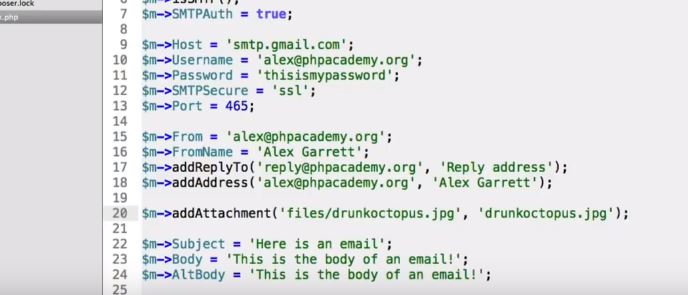 oser.lock
.php
7 $m->SMTPAuth = true;
8
9 $m->Host = 'smtp.gmail.com';
10 $m->Username = 'alex@phpacademy.org';
11 $m->Password = 'thisismypassword';
12 $m->SMTPSecure = 'ssl';
13 $m->Port = 465;
14
15 $m->From = 'alex@phpacademy.org';
16 $m->FromName = 'Alex Garrett';
17 $m->addReplyTo('reply@phpacademy.org', 'Reply address');
18 $m->addAddress('alex@phpacademy.org', 'Alex Garrett');
19
20 $m->addAttachment('files/drunkoctopus.jpg', 'drunkoctopus.jpg');
21
22 $m->Subject = 'Here is an email';
23 $m->Body = 'This is the body of an email!';
24 $m->AltBody = 'This is the body of an email!';
25